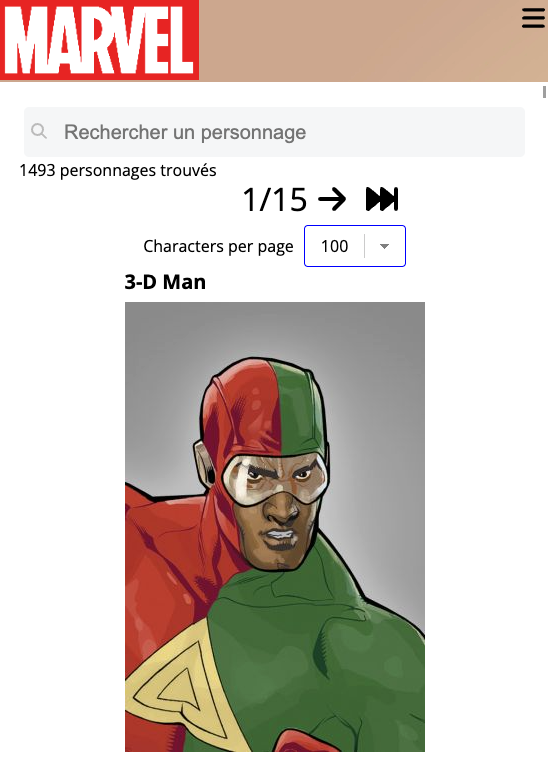 MARVEL
Rechercher un personnage
1493 personnages trouvés
1/15
Characters per page 100
3-D Man